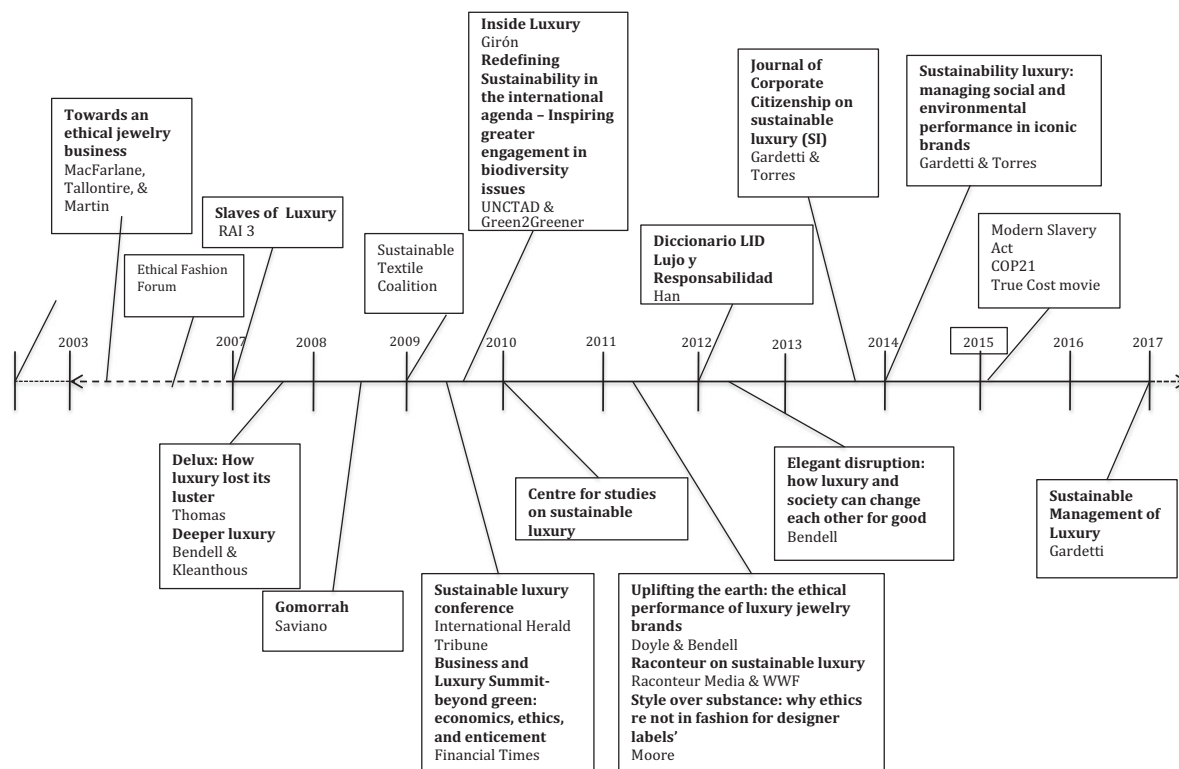 Towards an
ethical jewelry
business
MacFarlane,
Tallontire, &
Martin
Ethical Fashion
Forum
Slaves of Luxury
RAI 3
Sustainable
Textile
Coalition
Inside Luxury
Girón
Redefining
Sustainability in
the international
agenda – Inspiring
greater
engagement in
biodiversity
issues
UNCTAD &
Green2Greener
Diccionario LID
Lujo y
Responsabilidad
Han
Journal of
Corporate
Citizenship on
sustainable
luxury (SI)
Gardetti &
Torres
Sustainability luxury:
managing social and
environmental
performance in iconic
brands
Gardetti & Torres
Modern Slavery
Act
COP21
True Cost movie
2003
2007
2008
2009
2010
2011
2012
2013
2014
2015
2016
2017
Delux: How
luxury lost its
luster
Thomas
Deeper luxury
Bendell &
Kleanthous
Gomorrah
Saviano
Sustainable luxury
conference
International Herald
Tribune
Business and
Luxury Summit-
beyond green:
economics, ethics,
and enticement
Financial Times
Centre for studies
on sustainable
luxury
Uplifting the earth: the ethical
performance of luxury jewelry
brands
Doyle & Bendell
Raconteur on sustainable luxury
Raconteur Media & WWF
Style over substance: why ethics
re not in fashion for designer
labels’
Moore
Elegant disruption:
how luxury and
society can change
each other for good
Bendell
Sustainable
Management of
Luxury
Gardetti